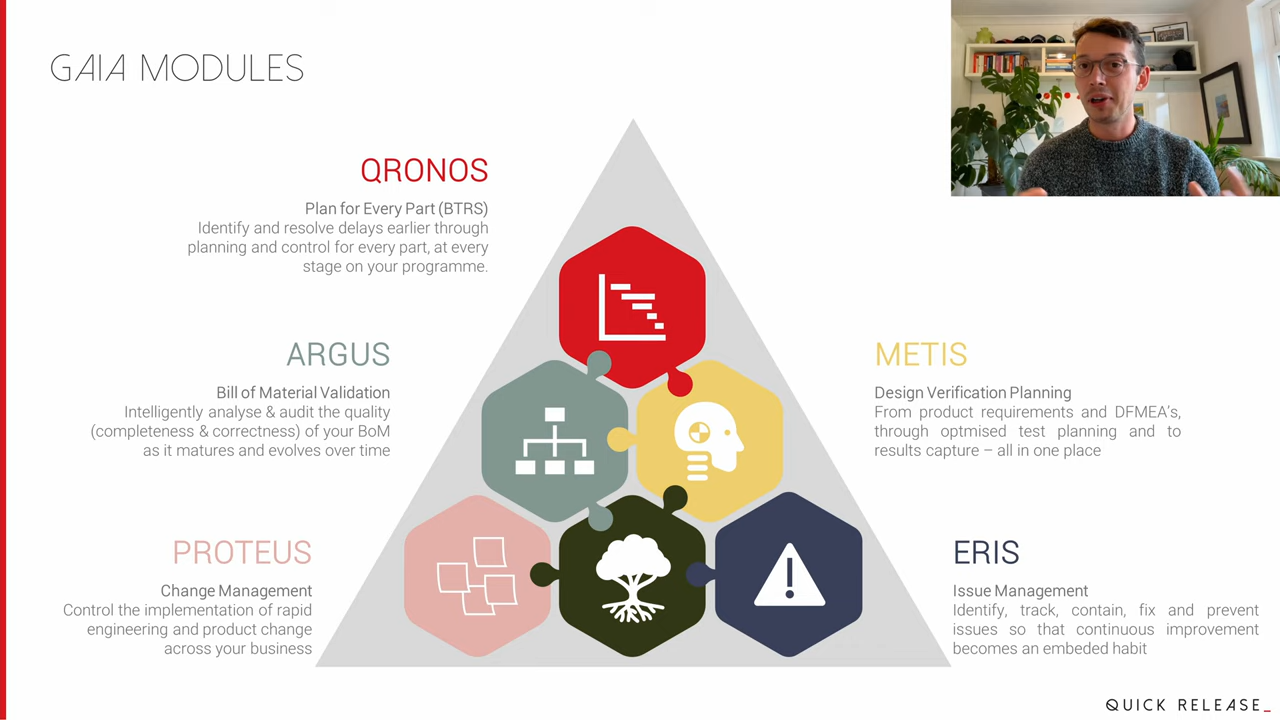 GAIA MODULES
QRONOS
Plan for Every Part (BTRS)
Identify and resolve delays earlier through
planning and control for every part, at every
stage on your programme.
ARGUS
Bill of Material Validation
Intelligently analyse & audit the quality
(completeness & correctness) of your BoM
as it matures and evolves over time
METIS
Design Verification Planning
From product requirements and DFMEA's,
through optmised test planning and to
results capture – all in one place
PROTEUS
Change Management
Control the implementation of rapid
engineering and product change
across your business
ERIS
Issue Management
Identify, track, contain, fix and prevent
issues so that continuous improvement
becomes an embeded habit
QUICK RELEASE_